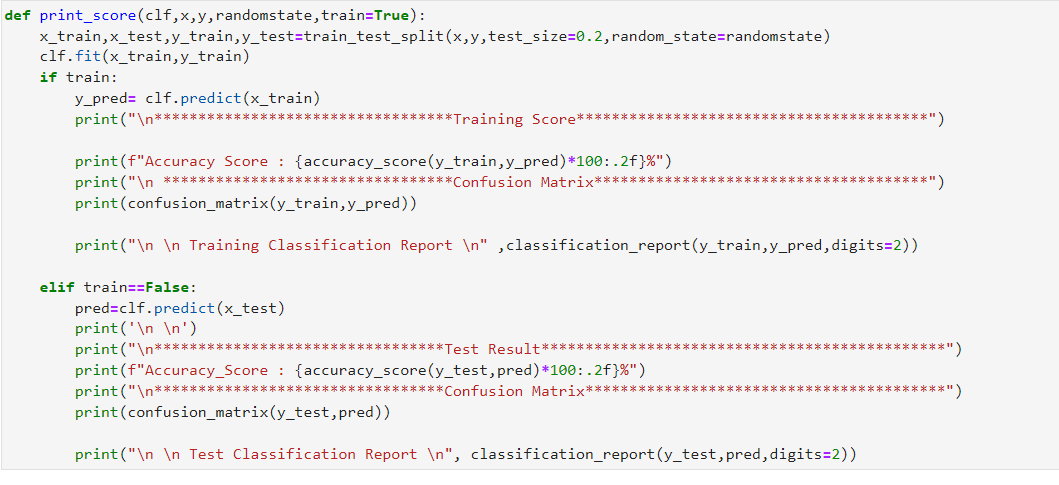 def print_score(clf,x,y,randomstate,train=True):
    x_train,x_test,y_train,y_test=train_test_split(x,y,test_size=0.2,random_state=randomstate)
    clf.fit(x_train,y_train)
    if train:
        y_pred= clf.predict(x_train)
        print("\n**********************************Training Score****************************************")

        print(f"Accuracy Score : {accuracy_score(y_train,y_pred)*100:.2f}%")
        print("\n *********************************Confusion Matrix**************************************")
        print(confusion_matrix(y_train,y_pred))

        print("\n \n Training Classification Report \n" ,classification_report(y_train,y_pred,digits=2))

    elif train==False:
        pred=clf.predict(x_test)
        print('\n \n')
        print("\n*********************************Test Result**********************************************")
        print(f"Accuracy_Score : {accuracy_score(y_test,pred)*100:.2f}%")
        print("\n*********************************Confusion Matrix*****************************************")
        print(confusion_matrix(y_test,pred))

        print("\n \n Test Classification Report \n", classification_report(y_test,pred,digits=2))